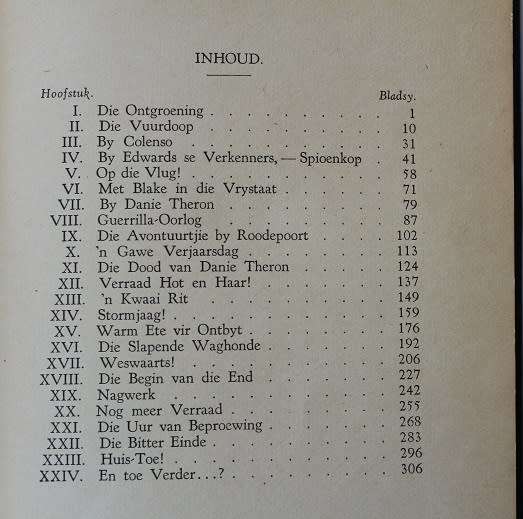 INHOUD.
Hoofstuk. Bladsy.
I. Die Ontgroening . . . . . . . . . . 1
II. Die Vuurdoop . . . . . . . . . . 10
III. By Colenso . . . . . . . . . . 31
IV. By Edwards se Verkenners, — Spioenkop . 41
V. Op die Vlug! . . . . . . . . . . 58
VI. Met Blake in die Vrystaat . . . . . . 71
VII. By Danie Theron . . . . . . . . 79
VIII. Guerrilla-Oorlog . . . . . . . . 87
IX. Die Avontuurtjie by Roodepoort . . . . 102
X. 'n Gawe Verjaarsdag . . . . . . . . 113
XI. Die Dood van Danie Theron . . . . . 124
XII. Verraad Hot en Haar! . . . . . . . 137
XIII. 'n Kwaai Rit . . . . . . . . . . 149
XIV. Stormjaag! . . . . . . . . . . 159
XV. Warm Ete vir Ontbyt . . . . . . . 176
XVI. Die Slapende Waghonde . . . . . . 192
XVII. Weswaarts! . . . . . . . . . . 206
XVIII. Die Begin van die End . . . . . . 227
XIX. Nagwerk . . . . . . . . . . . 242
XX. Nog meer Verraad . . . . . . . . 255
XXI. Die Uur van Beproewing . . . . . . 268
XXII. Die Bitter Einde . . . . . . . . . 283
XXIII. Huis-Toe! . . . . . . . . . . . 296
XXIV. En toe Verder...? . . . . . . . . 306